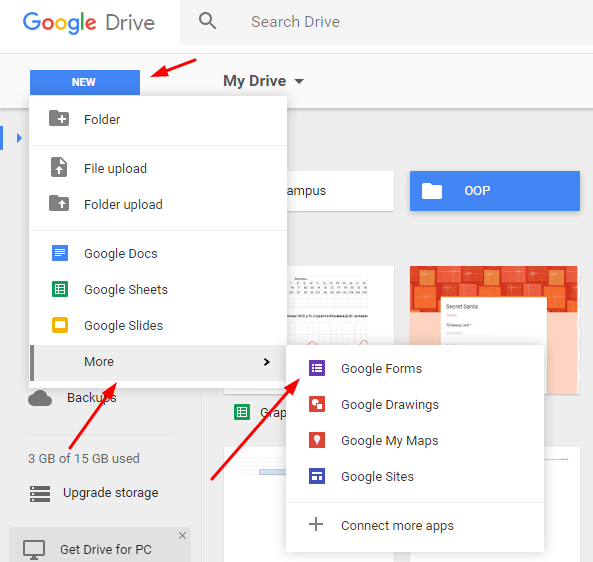 Google Drive
Search Drive
NEW
My Drive
Folder
File upload
Folder upload
Google Docs
Google Sheets
Google Slides
More
ampus
OOP
Secret Santa
Google Forms
Google Drawings
Google My Maps
Google Sites
Connect more apps
Backups
Grap
3 GB of 15 GB used
Upgrade storage
Get Drive for PC